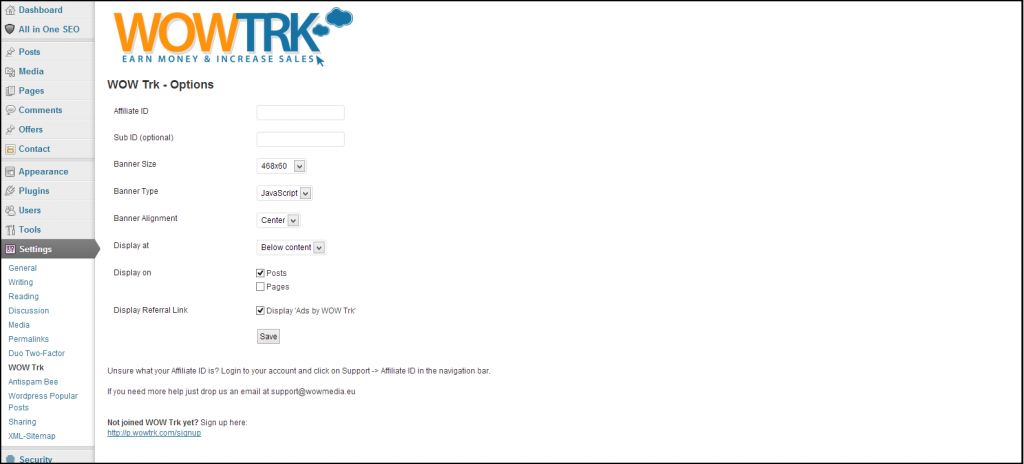 Dashboard
All in One SEO
Posts
Media
Pages
Comments
Offers
Contact
Appearance
Plugins
Users
Tools
Settings
General
Writing
Reading
Discussion
Media
Permalinks
Duo Two-Factor
WOW Trk
Antispam Bee
Wordpress Popular
Posts
Sharing
XML-Sitemap
Security
WOWTRK
EARN MONEY & INCREASE SALES
WOW Trk - Options
Affiliate ID
Sub ID (optional)
Banner Size 468x60
Banner Type JavaScript
Banner Alignment Center
Display at Below content
Display on Posts
Pages
Display Referral Link Display 'Ads by WOW Trk'
Save
Unsure what your Affiliate ID is? Login to your account and click on Support -> Affiliate ID in the navigation bar.
If you need more help just drop us an email at support@wowmedia.eu
Not joined WOW Trk yet? Sign up here:
http://p.wowtrk.com/signup